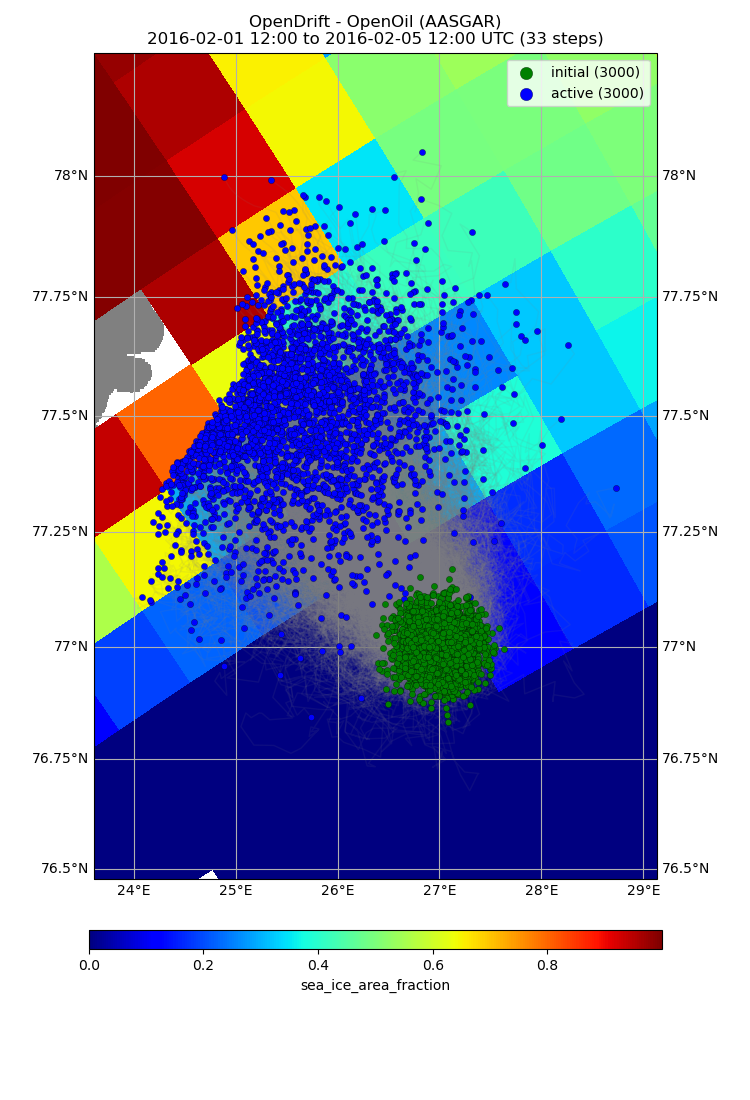 OpenDrift - OpenOil (AASGAR)
2016-02-01 12:00 to 2016-02-05 12:00 UTC (33 steps)
initial (3000)
active (3000)
78°N 78°N
77.75°N 77.75°N
77.5°N 77.5°N
77.25°N 77.25°N
77°N 77°N
76.75°N 76.75°N
76.5°N 76.5°N
24°E 25°E 26°E 27°E 28°E 29°E
0.0 0.2 0.4 0.6 0.8
sea_ice_area_fraction